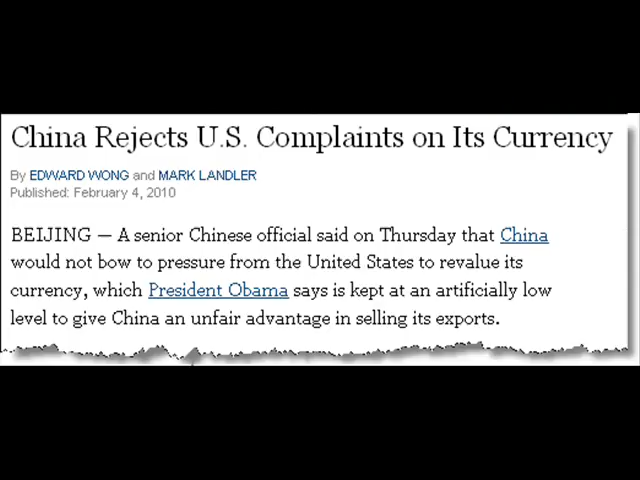 China Rejects U.S. Complaints on Its Currency
By EDWARD WONG and MARK LANDLER
Published: February 4, 2010
BEIJING — A senior Chinese official said on Thursday that China
would not bow to pressure from the United States to revalue its
currency, which President Obama says is kept at an artificially low
level to give China an unfair advantage in selling its exports.